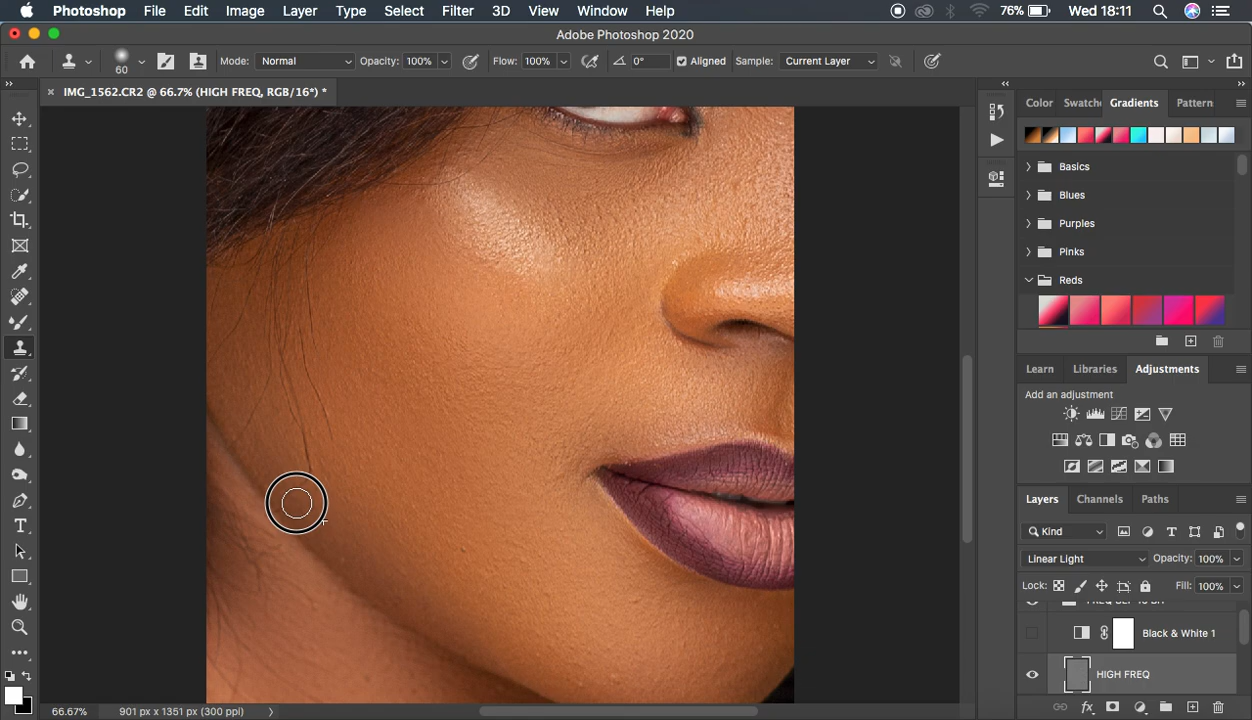 Photoshop File Edit Image Layer Type Select Filter 3D View Window Help 76% Wed 18:11
Adobe Photoshop 2020
60 Mode: Normal Opacity: 100% Flow: 100% 0° Aligned Sample: Current Layer
IMG_1562.CR2 @ 66.7% (HIGH FREQ, RGB/16*) *
Color Swatche Gradients Pattern
Basics
Blues
Purples
Pinks
Reds
Learn Libraries Adjustments
Add an adjustment
Layers Channels Paths
Kind
Linear Light Opacity: 100%
Lock: Fill: 100%
Black & White 1
HIGH FREQ
66.67% 901 px x 1351 px (300 ppi)